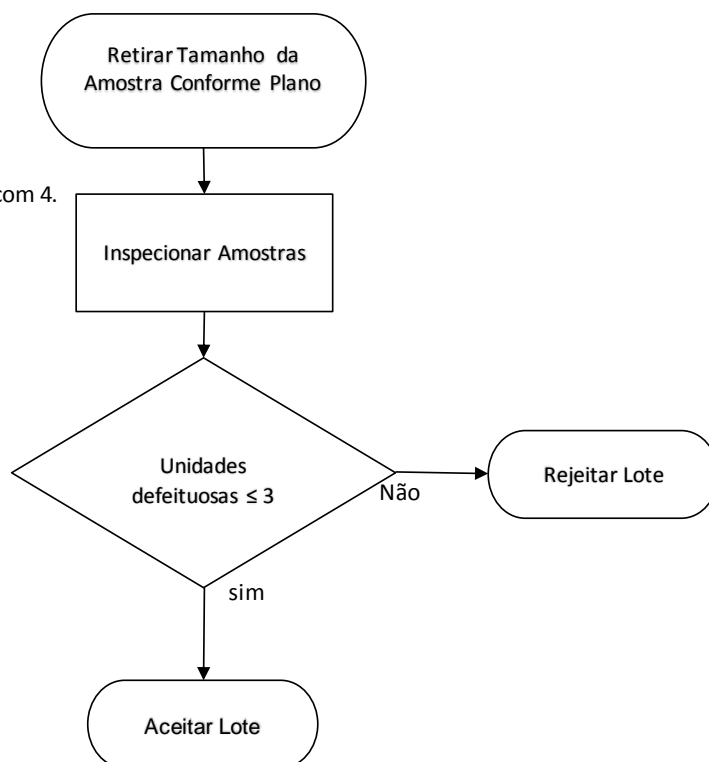 Retirar Tamanho da
Amostra Conforme Plano
com 4.
Inspecionar Amostras
Unidades
defeituosas ≤ 3
Não
Rejeitar Lote
sim
Aceitar Lote